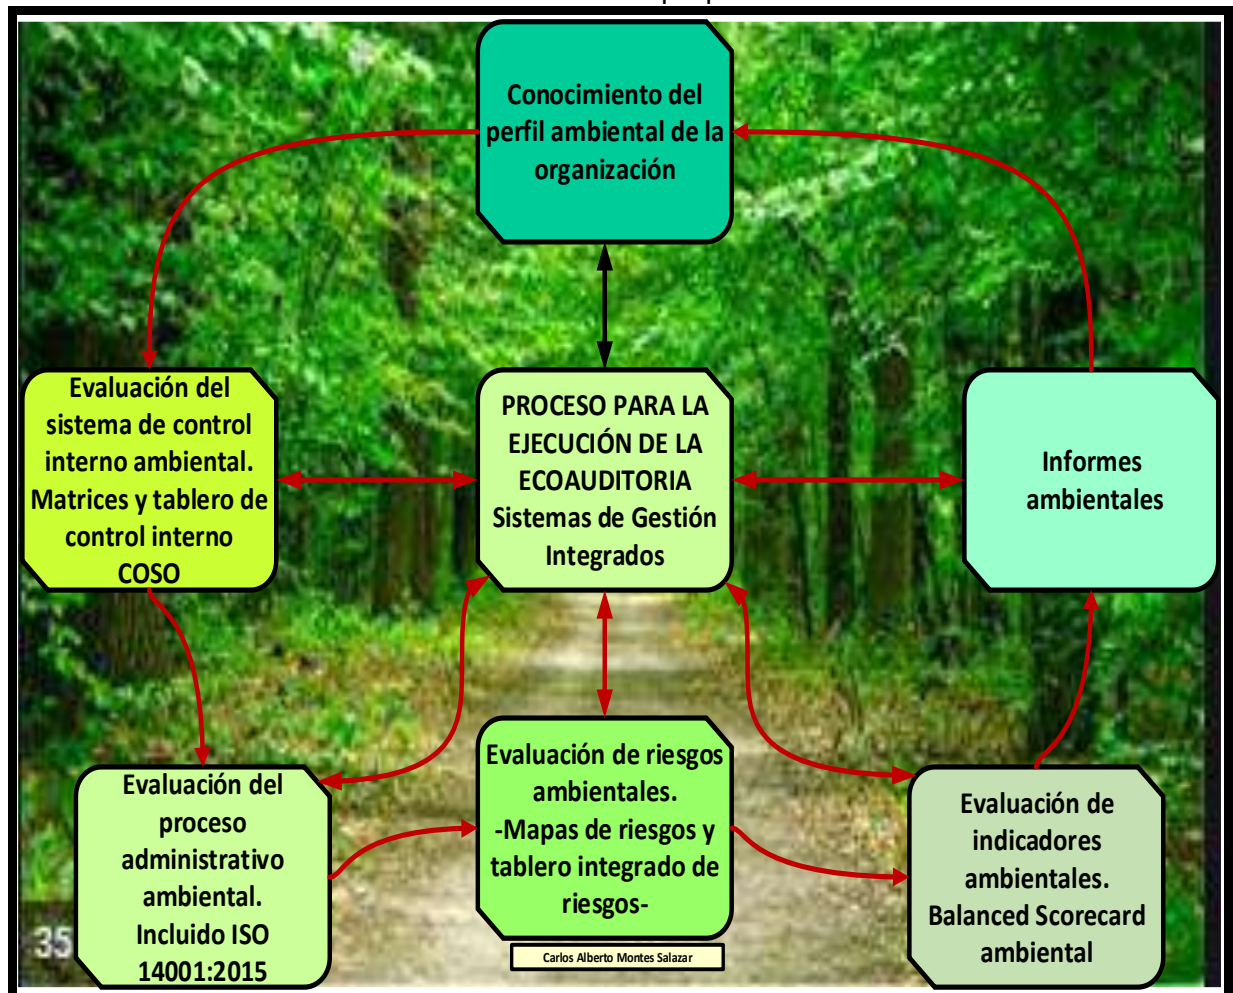 Conocimiento del
perfil ambiental de la
organización
Evaluación del
sistema de control
interno ambiental.
Matrices y tablero de
control interno
COSO
PROCESO PARA LA
EJECUCIÓN DE LA
ECOAUDITORIA
Sistemas de Gestión
Integrados
Informes
ambientales
Evaluación del
proceso
administrativo
ambiental.
Incluido ISO
14001:2015
Evaluación de riesgos
ambientales.
-Mapas de riesgos y
tablero integrado de
riesgos-
Evaluación de
indicadores
ambientales.
Balanced Scorecard
ambiental
Carlos Alberto Montes Salazar
35